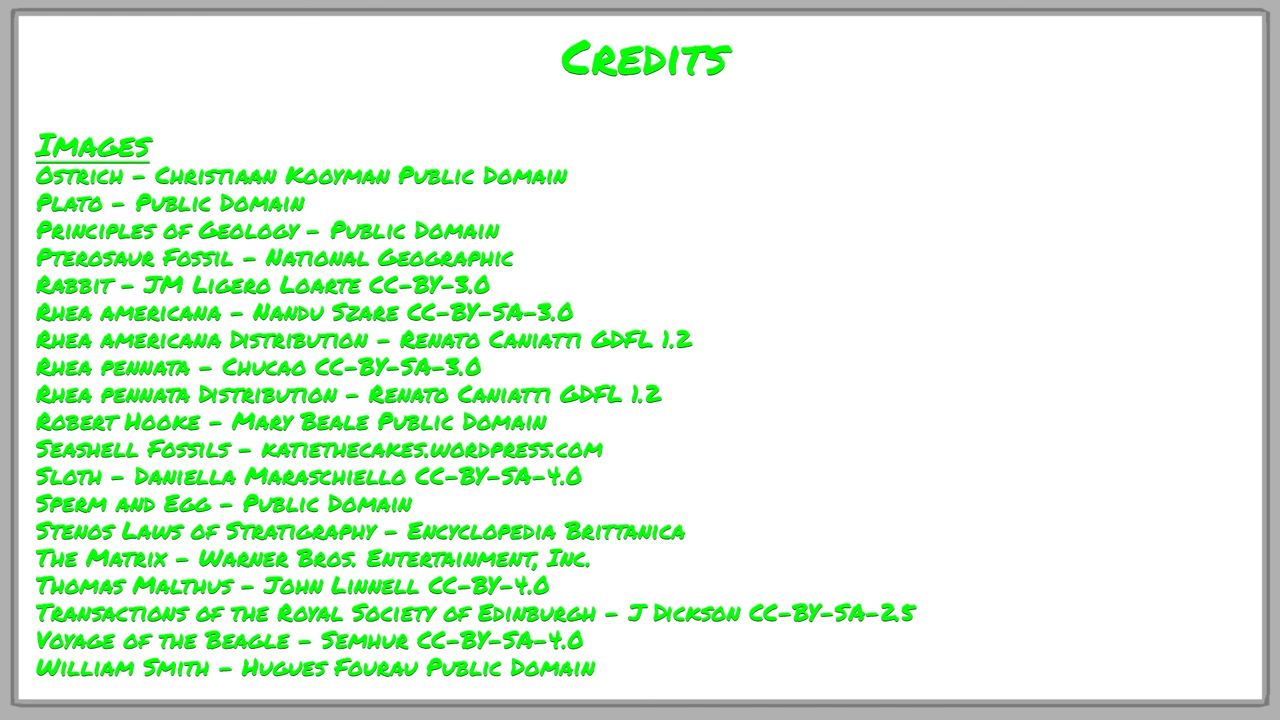 Credits
Images
Ostrich - Christiaan Kooyman Public Domain
Plato - Public Domain
Principles of Geology - Public Domain
Pterosaur Fossil - National Geographic
Rabbit - JM Ligero Loarte CC-BY-3.0
Rhea americana - Nandu Szare CC-BY-SA-3.0
Rhea americana Distribution - Renato Caniatti GDFL 1.2
Rhea pennata - Chucao CC-BY-SA-3.0
Rhea pennata Distribution - Renato Caniatti GDFL 1.2
Robert Hooke - Mary Beale Public Domain
Seashell Fossils - katiethecakes.wordpress.com
Sloth - Daniella Maraschiello CC-BY-SA-4.0
Sperm and Egg - Public Domain
Stenos Laws of Stratigraphy - Encyclopedia Brittanica
The Matrix - Warner Bros. Entertainment, Inc.
Thomas Malthus - John Linnell CC-BY-4.0
Transactions of the Royal Society of Edinburgh - J Dickson CC-BY-SA-2.5
Voyage of the Beagle - Semhur CC-BY-SA-4.0
William Smith - Hugues Fourau Public Domain